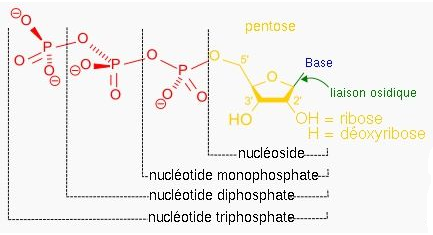 pentose
⊖O
O
O
O
P
P
P
O
O⊖
⊖O
O
⊖O
O
5'
O
Base
3'
2'
liaison osidique
HO
OH = ribose
H = déoxyribose
nucléoside
nucléotide monophosphate
nucléotide diphosphate
nucléotide triphosphate